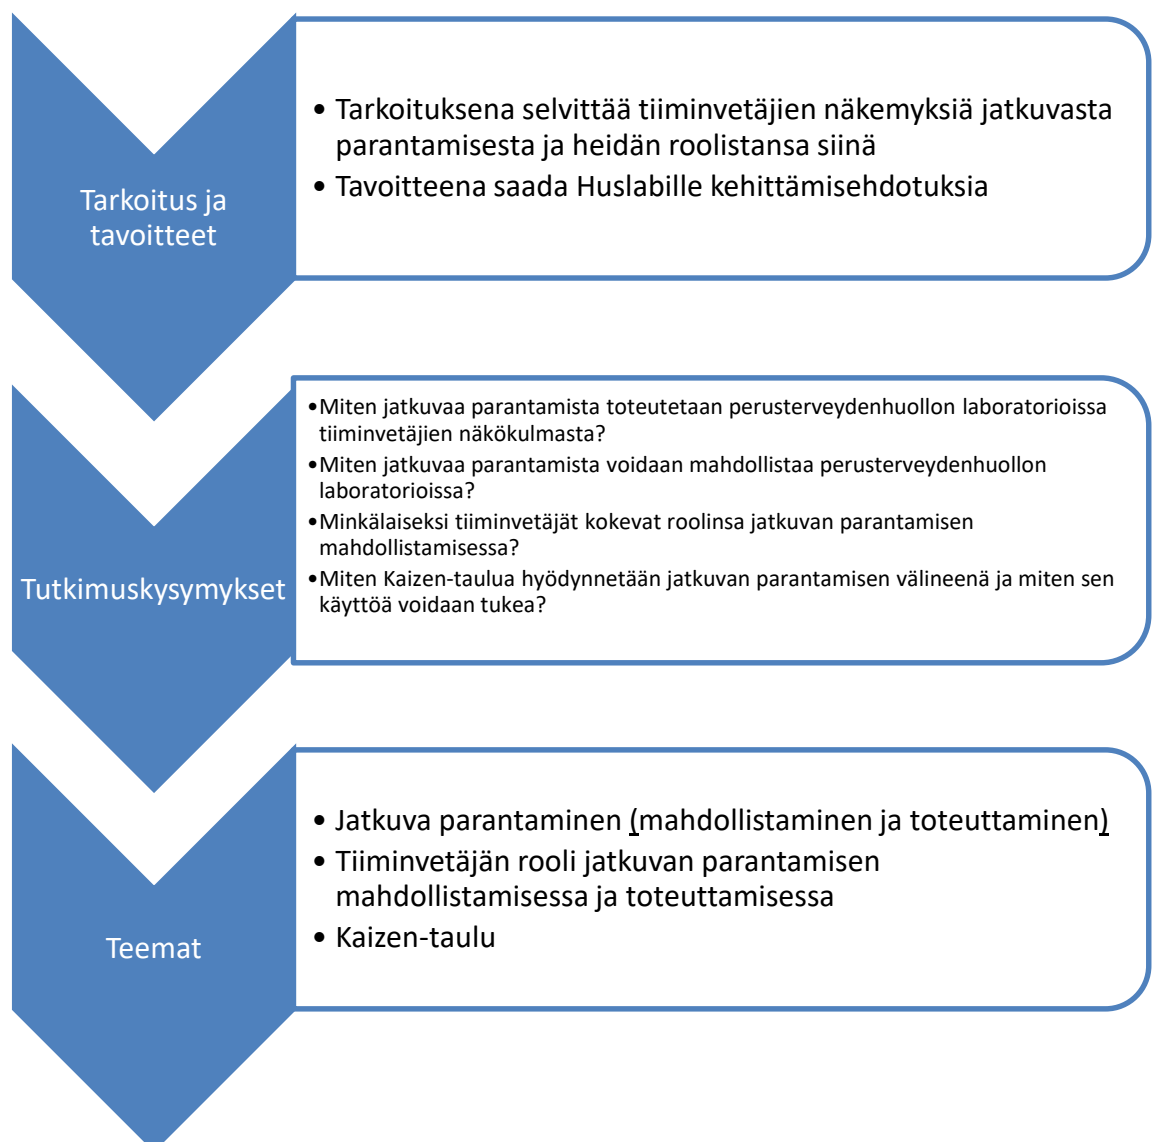 Tarkoitus ja
tavoitteet
• Tarkoituksena selvittää tiiminvetäjien näkemyksiä jatkuvasta
parantamisesta ja heidän roolistansa siinä
• Tavoitteena saada Huslabille kehittämisehdotuksia
Tutkimuskysymykset
•Miten jatkuvaa parantamista toteutetaan perusterveydenhuollon laboratorioissa
tiiminvetäjien näkökulmasta?
•Miten jatkuvaa parantamista voidaan mahdollistaa perusterveydenhuollon
laboratorioissa?
•Minkälaiseksi tiiminvetäjät kokevat roolinsa jatkuvan parantamisen
mahdollistamisessa?
•Miten Kaizen-taulua hyödynnetään jatkuvan parantamisen välineenä ja miten sen
käyttöä voidaan tukea?
Teemat
• Jatkuva parantaminen (mahdollistaminen ja toteuttaminen)
• Tiiminvetäjän rooli jatkuvan parantamisen
mahdollistamisessa ja toteuttamisessa
• Kaizen-taulu